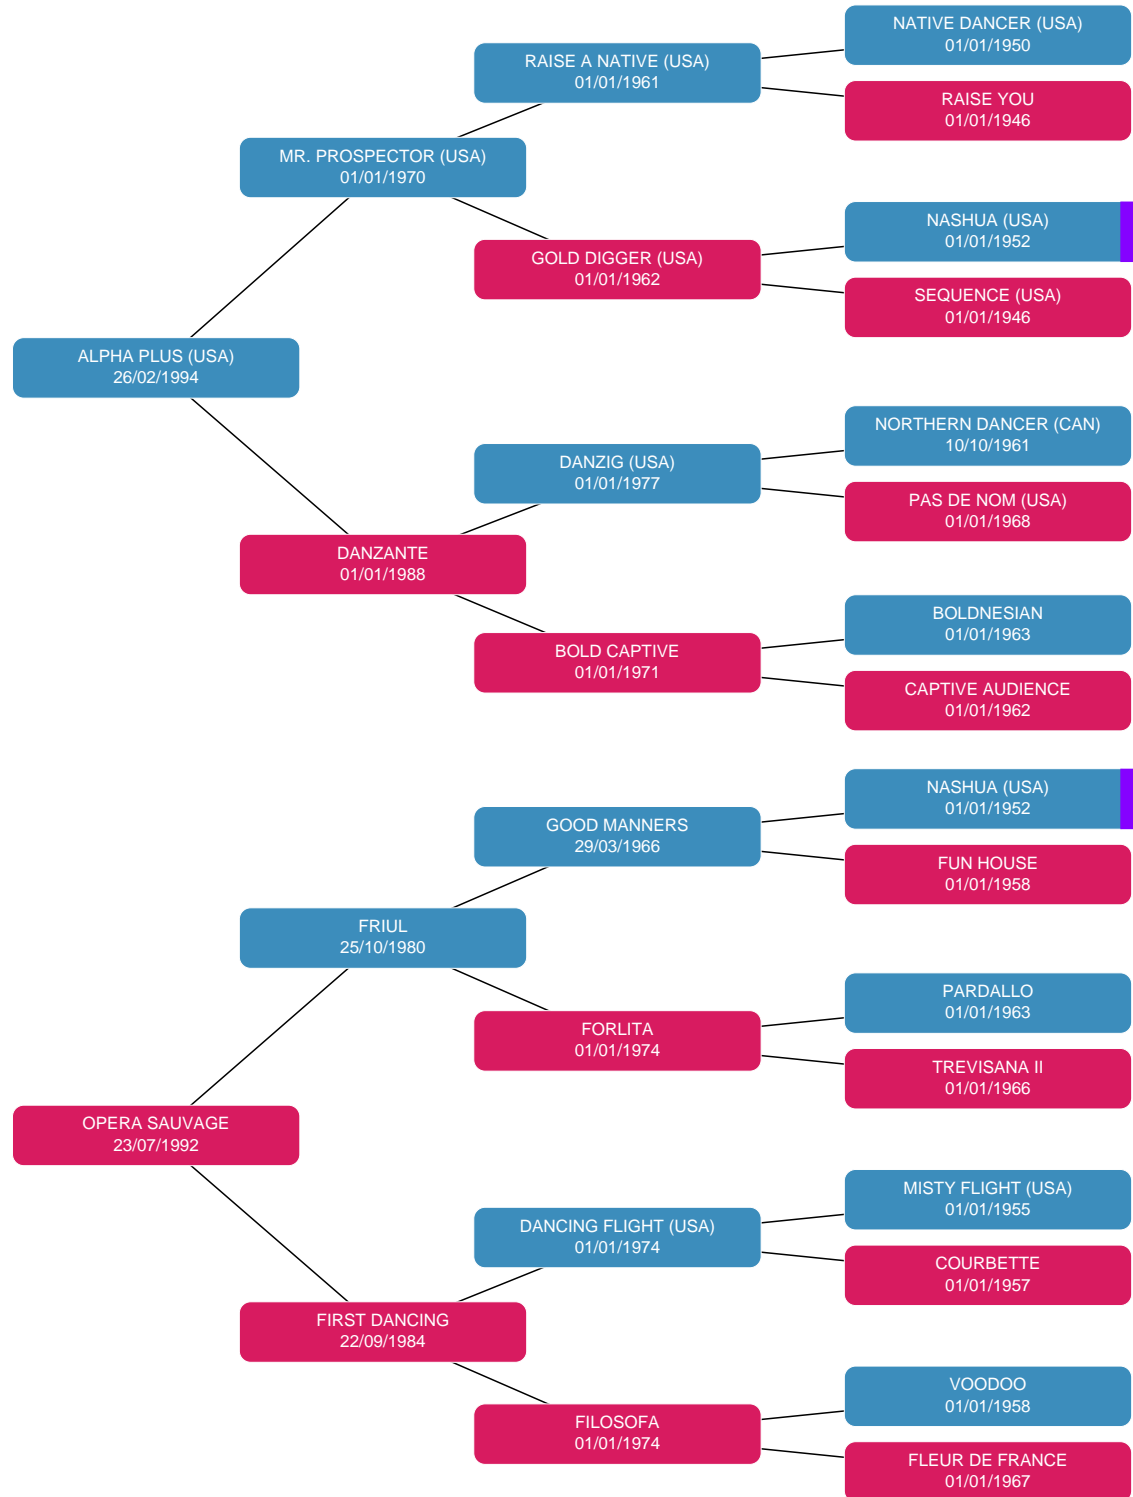 NATIVE DANCER (USA)
01/01/1950
RAISE A NATIVE (USA)
01/01/1961
RAISE YOU
01/01/1946
MR. PROSPECTOR (USA)
01/01/1970
NASHUA (USA)
01/01/1952
GOLD DIGGER (USA)
01/01/1962
SEQUENCE (USA)
01/01/1946
ALPHA PLUS (USA)
26/02/1994
NORTHERN DANCER (CAN)
10/10/1961
DANZIG (USA)
01/01/1977
PAS DE NOM (USA)
01/01/1968
DANZANTE
01/01/1988
BOLDNESIAN
01/01/1963
BOLD CAPTIVE
01/01/1971
CAPTIVE AUDIENCE
01/01/1962
NASHUA (USA)
01/01/1952
GOOD MANNERS
29/03/1966
FUN HOUSE
01/01/1958
FRIUL
25/10/1980
PARDALLO
01/01/1963
FORLITA
01/01/1974
TREVISANA II
01/01/1966
OPERA SAUVAGE
23/07/1992
MISTY FLIGHT (USA)
01/01/1955
DANCING FLIGHT (USA)
01/01/1974
COURBETTE
01/01/1957
FIRST DANCING
22/09/1984
VOODOO
01/01/1958
FILOSOFA
01/01/1974
FLEUR DE FRANCE
01/01/1967